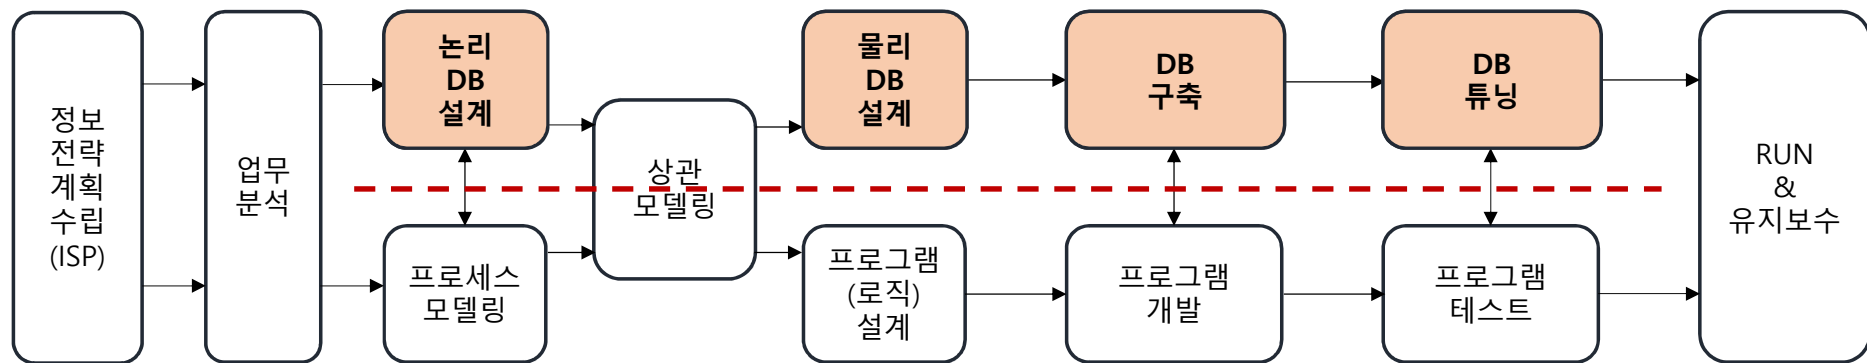 정보
전략
계획
수립
(ISP)
업무
분석
논리
DB
설계
프로세스
모델링
상관
모델링
물리
DB
설계
프로그램
(로직)
설계
DB
구축
프로그램
개발
DB
튜닝
프로그램
테스트
RUN
&
유지보수